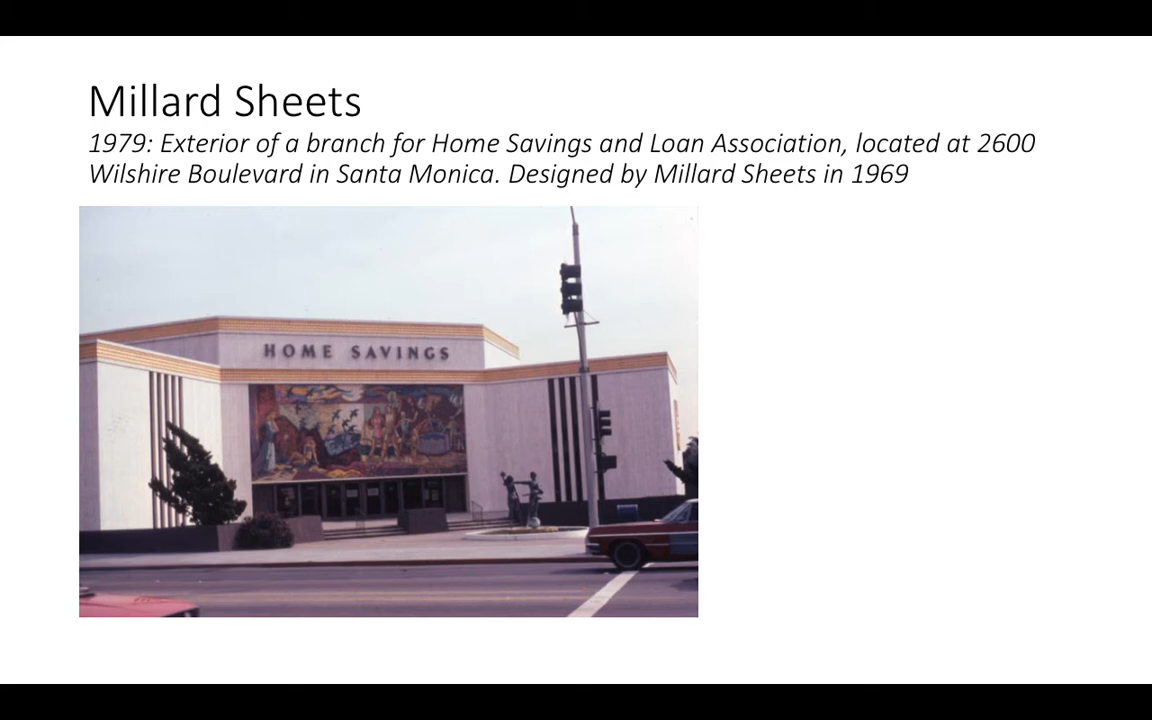 Millard Sheets
1979: Exterior of a branch for Home Savings and Loan Association, located at 2600
Wilshire Boulevard in Santa Monica. Designed by Millard Sheets in 1969
HOME SAVINGS